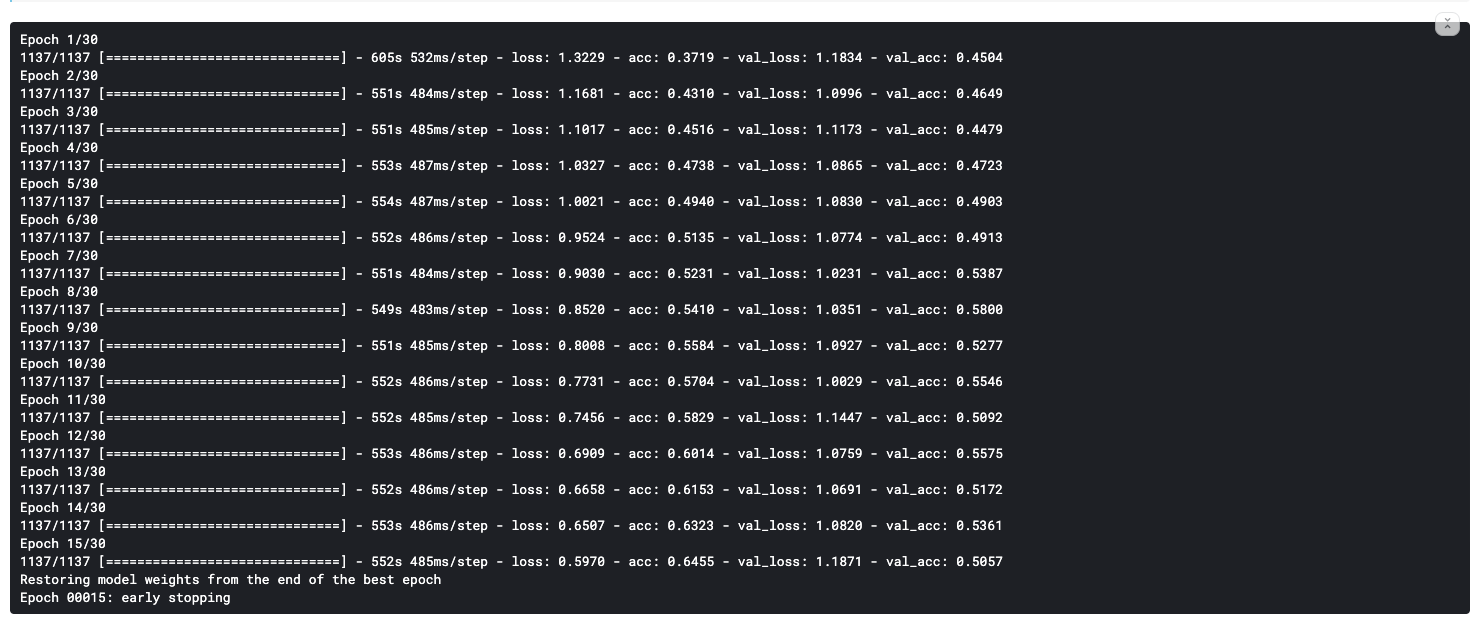 Epoch 1/30
1137/1137 [==============================] - 605s 532ms/step - loss: 1.3229 - acc: 0.3719 - val_loss: 1.1834 - val_acc: 0.4504
Epoch 2/30
1137/1137 [==============================] - 551s 484ms/step - loss: 1.1681 - acc: 0.4310 - val_loss: 1.0996 - val_acc: 0.4649
Epoch 3/30
1137/1137 [==============================] - 551s 485ms/step - loss: 1.1017 - acc: 0.4516 - val_loss: 1.1173 - val_acc: 0.4479
Epoch 4/30
1137/1137 [==============================] - 553s 487ms/step - loss: 1.0327 - acc: 0.4738 - val_loss: 1.0865 - val_acc: 0.4723
Epoch 5/30
1137/1137 [==============================] - 554s 487ms/step - loss: 1.0021 - acc: 0.4940 - val_loss: 1.0830 - val_acc: 0.4903
Epoch 6/30
1137/1137 [==============================] - 552s 486ms/step - loss: 0.9524 - acc: 0.5135 - val_loss: 1.0774 - val_acc: 0.4913
Epoch 7/30
1137/1137 [==============================] - 551s 484ms/step - loss: 0.9030 - acc: 0.5231 - val_loss: 1.0231 - val_acc: 0.5387
Epoch 8/30
1137/1137 [==============================] - 549s 483ms/step - loss: 0.8520 - acc: 0.5410 - val_loss: 1.0351 - val_acc: 0.5800
Epoch 9/30
1137/1137 [==============================] - 551s 485ms/step - loss: 0.8008 - acc: 0.5584 - val_loss: 1.0927 - val_acc: 0.5277
Epoch 10/30
1137/1137 [==============================] - 552s 486ms/step - loss: 0.7731 - acc: 0.5704 - val_loss: 1.0029 - val_acc: 0.5546
Epoch 11/30
1137/1137 [==============================] - 552s 485ms/step - loss: 0.7456 - acc: 0.5829 - val_loss: 1.1447 - val_acc: 0.5092
Epoch 12/30
1137/1137 [==============================] - 553s 486ms/step - loss: 0.6909 - acc: 0.6014 - val_loss: 1.0759 - val_acc: 0.5575
Epoch 13/30
1137/1137 [==============================] - 552s 486ms/step - loss: 0.6658 - acc: 0.6153 - val_loss: 1.0691 - val_acc: 0.5172
Epoch 14/30
1137/1137 [==============================] - 553s 486ms/step - loss: 0.6507 - acc: 0.6323 - val_loss: 1.0820 - val_acc: 0.5361
Epoch 15/30
1137/1137 [==============================] - 552s 485ms/step - loss: 0.5970 - acc: 0.6455 - val_loss: 1.1871 - val_acc: 0.5057
Restoring model weights from the end of the best epoch
Epoch 00015: early stopping